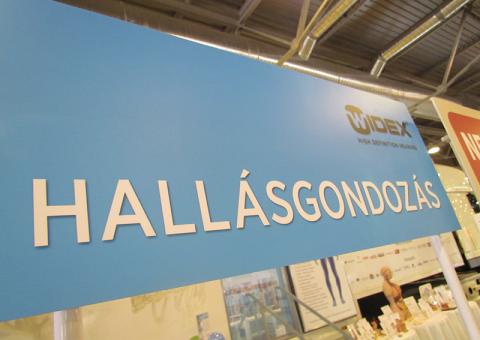 WIDEX
HIGH DEFINITION HEARING
HALLÁSGONDOZÁS